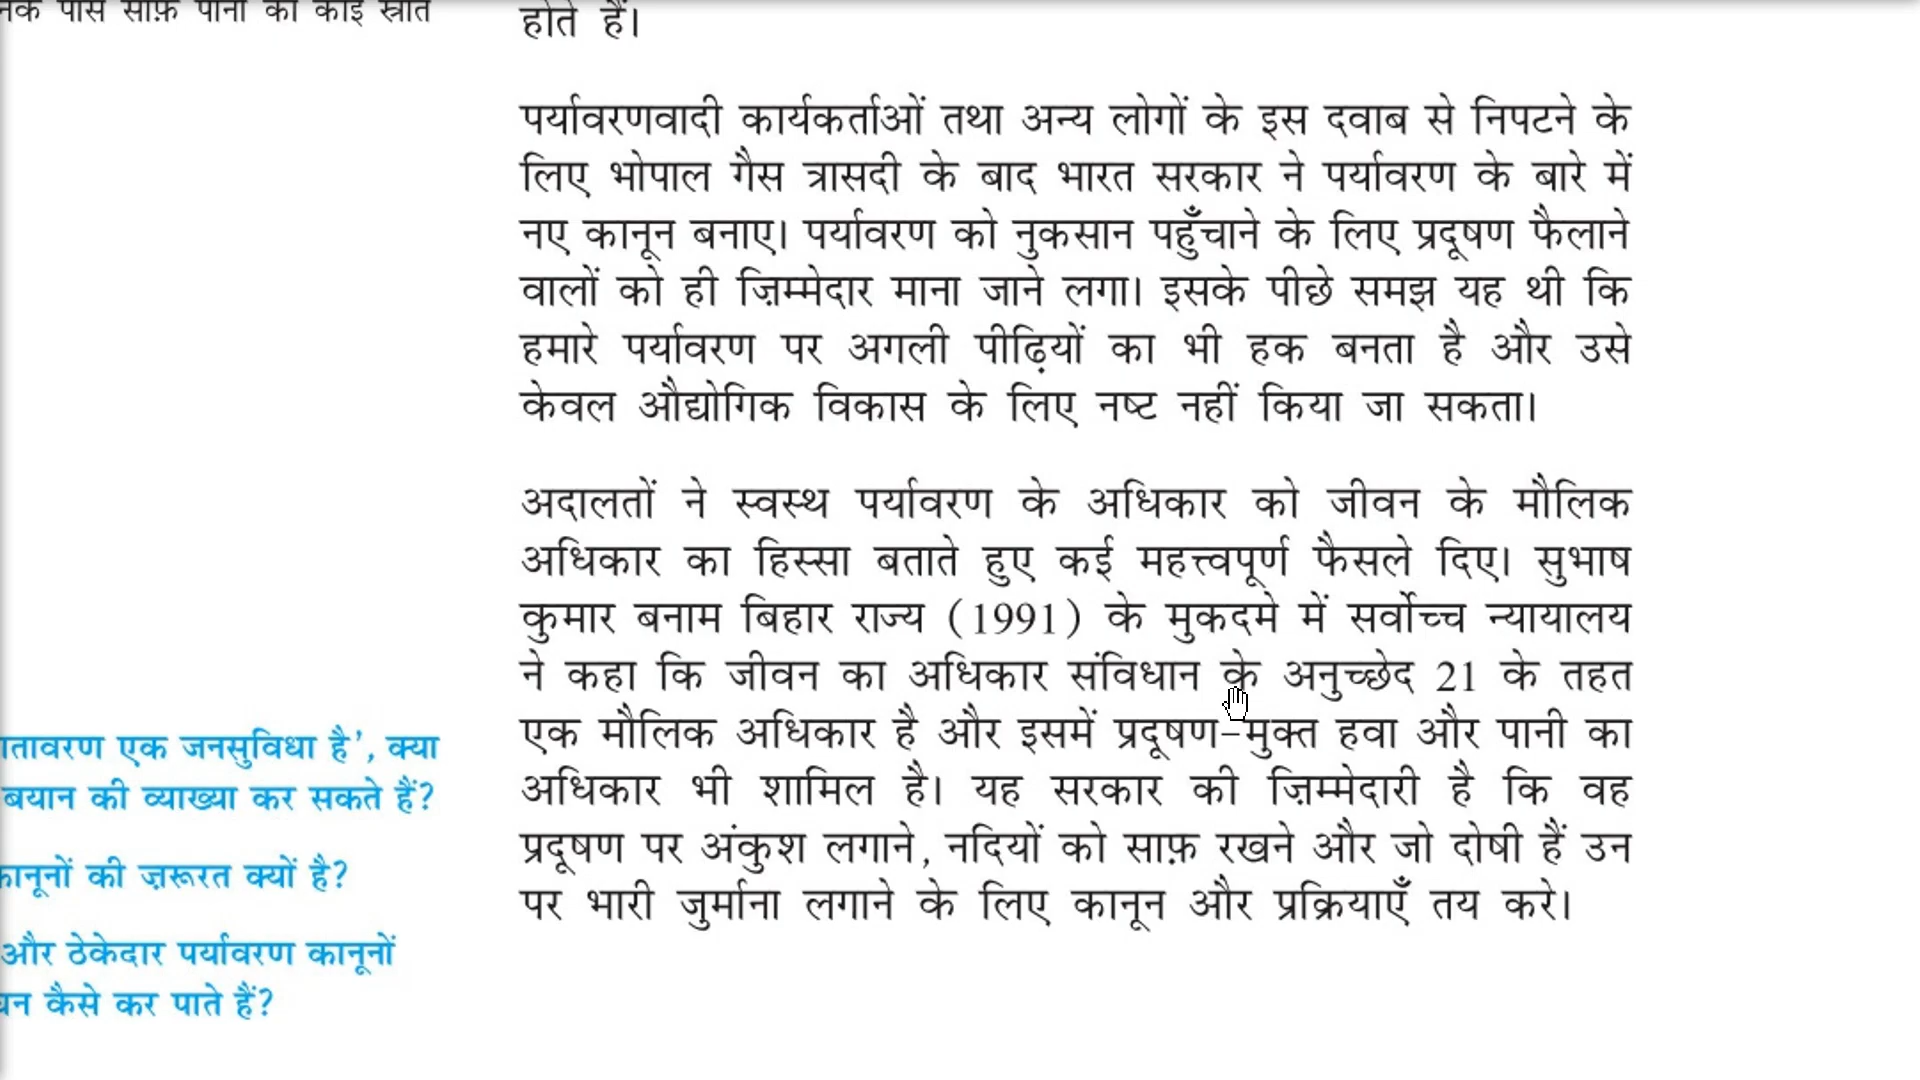 पास साफ़ पानी का कोई स्रोत
होते हैं।
पर्यावरणवादी कार्यकर्ताओं तथा अन्य लोगों के इस दवाब से निपटने के
लिए भोपाल गैस त्रासदी के बाद भारत सरकार ने पर्यावरण के बारे में
नए कानून बनाए। पर्यावरण को नुकसान पहुँचाने के लिए प्रदूषण फैलाने
वालों को ही ज़िम्मेदार माना जाने लगा। इसके पीछे समझ यह थी कि
हमारे पर्यावरण पर अगली पीढ़ियों का भी हक बनता है और उसे
केवल औद्योगिक विकास के लिए नष्ट नहीं किया जा सकता।
अदालतों ने स्वस्थ पर्यावरण के अधिकार को जीवन के मौलिक
अधिकार का हिस्सा बताते हुए कई महत्त्वपूर्ण फैसले दिए। सुभाष
कुमार बनाम बिहार राज्य (1991) के मुकदमे में सर्वोच्च न्यायालय
ने कहा कि जीवन का अधिकार संविधान के अनुच्छेद 21 के तहत
एक मौलिक अधिकार है और इसमें प्रदूषण-मुक्त हवा और पानी का
अधिकार भी शामिल है। यह सरकार की ज़िम्मेदारी है कि वह
प्रदूषण पर अंकुश लगाने, नदियों को साफ़ रखने और जो दोषी हैं उन
पर भारी जुर्माना लगाने के लिए कानून और प्रक्रियाएँ तय करे।
तावरण एक जनसुविधा है', क्या
बयान की व्याख्या कर सकते हैं?
कानूनों की ज़रूरत क्यों है?
और ठेकेदार पर्यावरण कानूनों
कैसे कर पाते हैं?